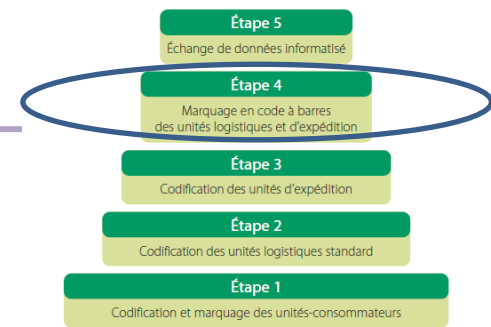 Étape 5
Échange de données informatisé
Étape 4
Marquage en code à barres
des unités logistiques et d'expédition
Étape 3
Codification des unités d'expédition
Étape 2
Codification des unités logistiques standard
Étape 1
Codification et marquage des unités-consommateurs